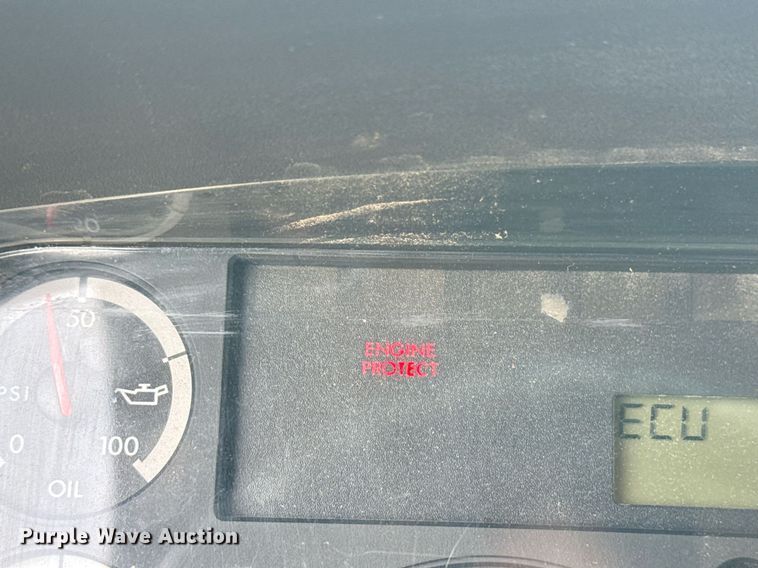 50
ENGINE
PROTECT
PSi
ECU
0
100
OIL
Purple Wave Auction